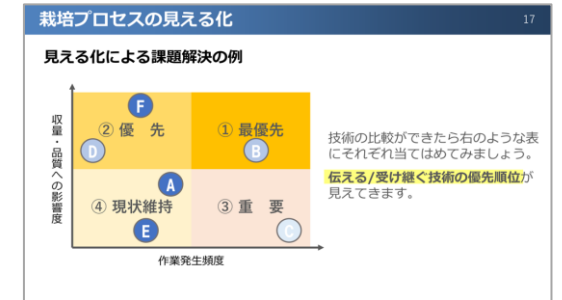 栽培プロセスの見える化
17
見える化による課題解決の例
収量・品質への影響度
F
② 優　先
① 最優先
D
B
A
④ 現状維持
③ 重　要
E
C
作業発生頻度
技術の比較ができたら右のような表
にそれぞれ当てはめてみましょう。
伝える/受け継ぐ技術の優先順位が
見えてきます。